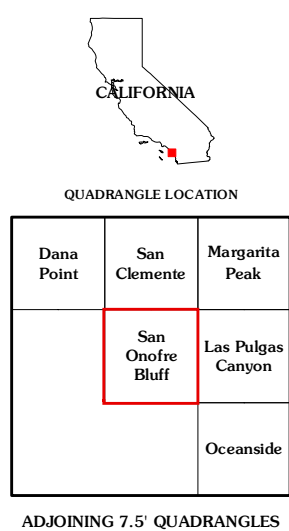 CALIFORNIA
QUADRANGLE LOCATION
Dana
Point
San
Clemente
Margarita
Peak
San
Onofre
Bluff
Las Pulgas
Canyon
Oceanside
ADJOINING 7.5' QUADRANGLES